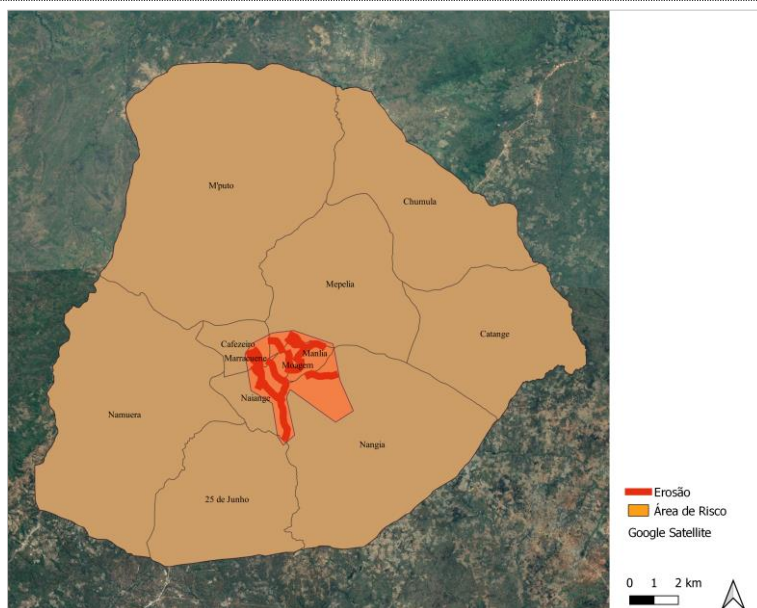 M'puto
Chumula
Mepelia
Catange
Cafezeiro
Manlia
Marraquene
Moagem
Naiange
Namuera
Nangia
25 de Junho
Erosão
Área de Risco
Google Satellite
0 1 2 km